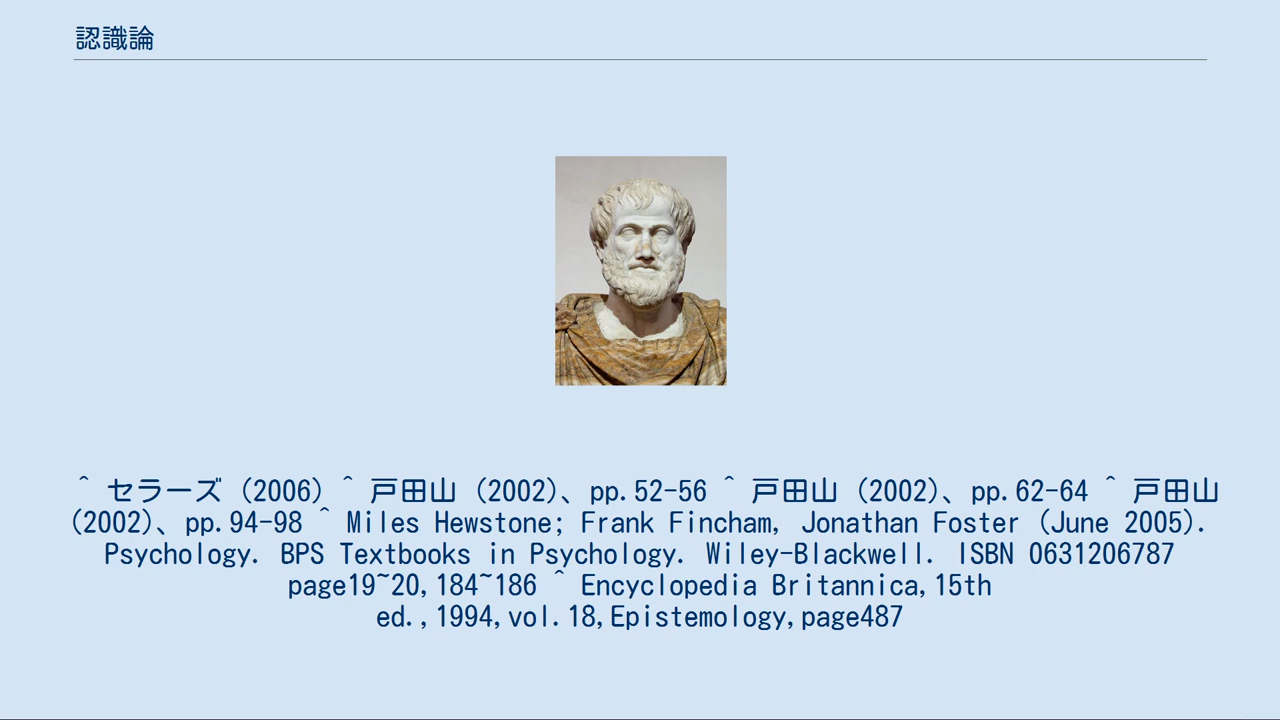 認識論
^ セラーズ (2006) ^ 戸田山 (2002)、pp.52-56 ^ 戸田山 (2002)、pp.62-64 ^ 戸田山
(2002)、pp.94-98 ^ Miles Hewstone; Frank Fincham, Jonathan Foster (June 2005).
Psychology. BPS Textbooks in Psychology. Wiley-Blackwell. ISBN 0631206787
page19~20,184~186 ^ Encyclopedia Britannica,15th
ed.,1994,vol.18,Epistemology,page487